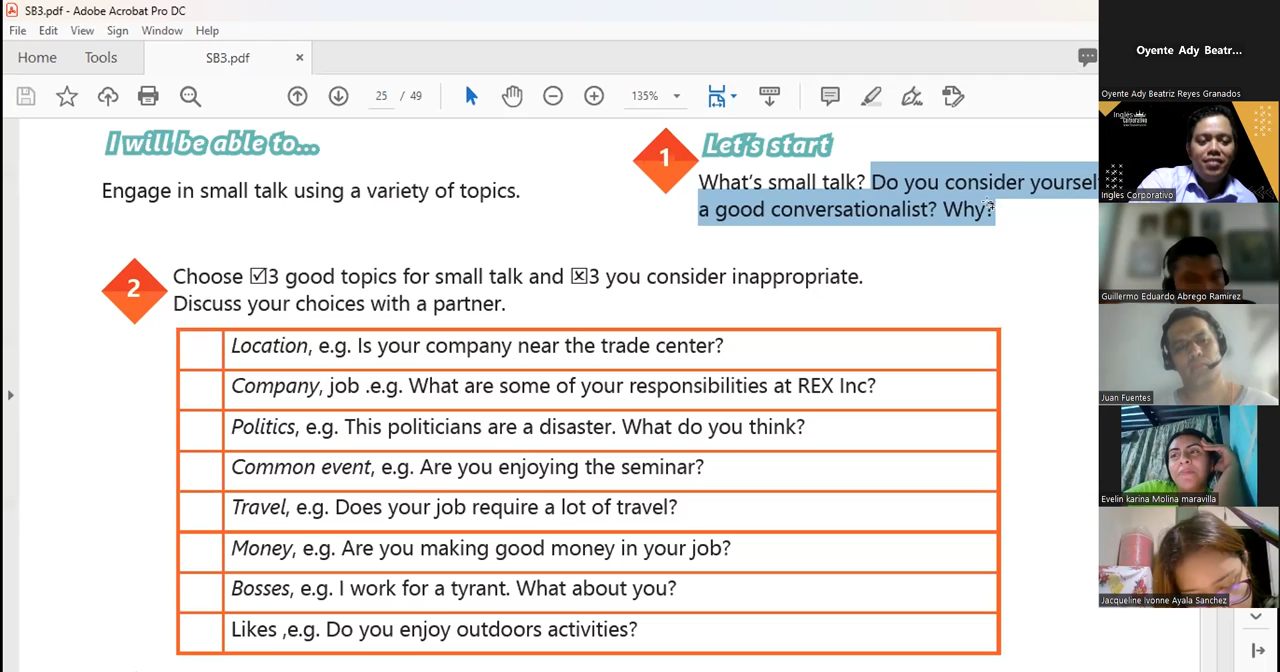 SB3.pdf - Adobe Acrobat Pro DC
File Edit View Sign Window Help
Home Tools SB3.pdf ×
25 / 49 135%
I will be able to...
Engage in small talk using a variety of topics.
1 Let's start
What's small talk? Do you consider yoursel
a good conversationalist? Why?
2 Choose ☑3 good topics for small talk and ☒3 you consider inappropriate.
Discuss your choices with a partner.
Location, e.g. Is your company near the trade center?
Company, job .e.g. What are some of your responsibilities at REX Inc?
Politics, e.g. This politicians are a disaster. What do you think?
Common event, e.g. Are you enjoying the seminar?
Travel, e.g. Does your job require a lot of travel?
Money, e.g. Are you making good money in your job?
Bosses, e.g. I work for a tyrant. What about you?
Likes ,e.g. Do you enjoy outdoors activities?
Oyente Ady Beatr...
Oyente Ady Beatriz Reyes Granados
Inglés
Corporativo
Ingles Corporativo
Guillermo Eduardo Abrego Ramirez
Juan Fuentes
Evelin karina Molina maravilla
Jacqueline Ivonne Ayala Sanchez